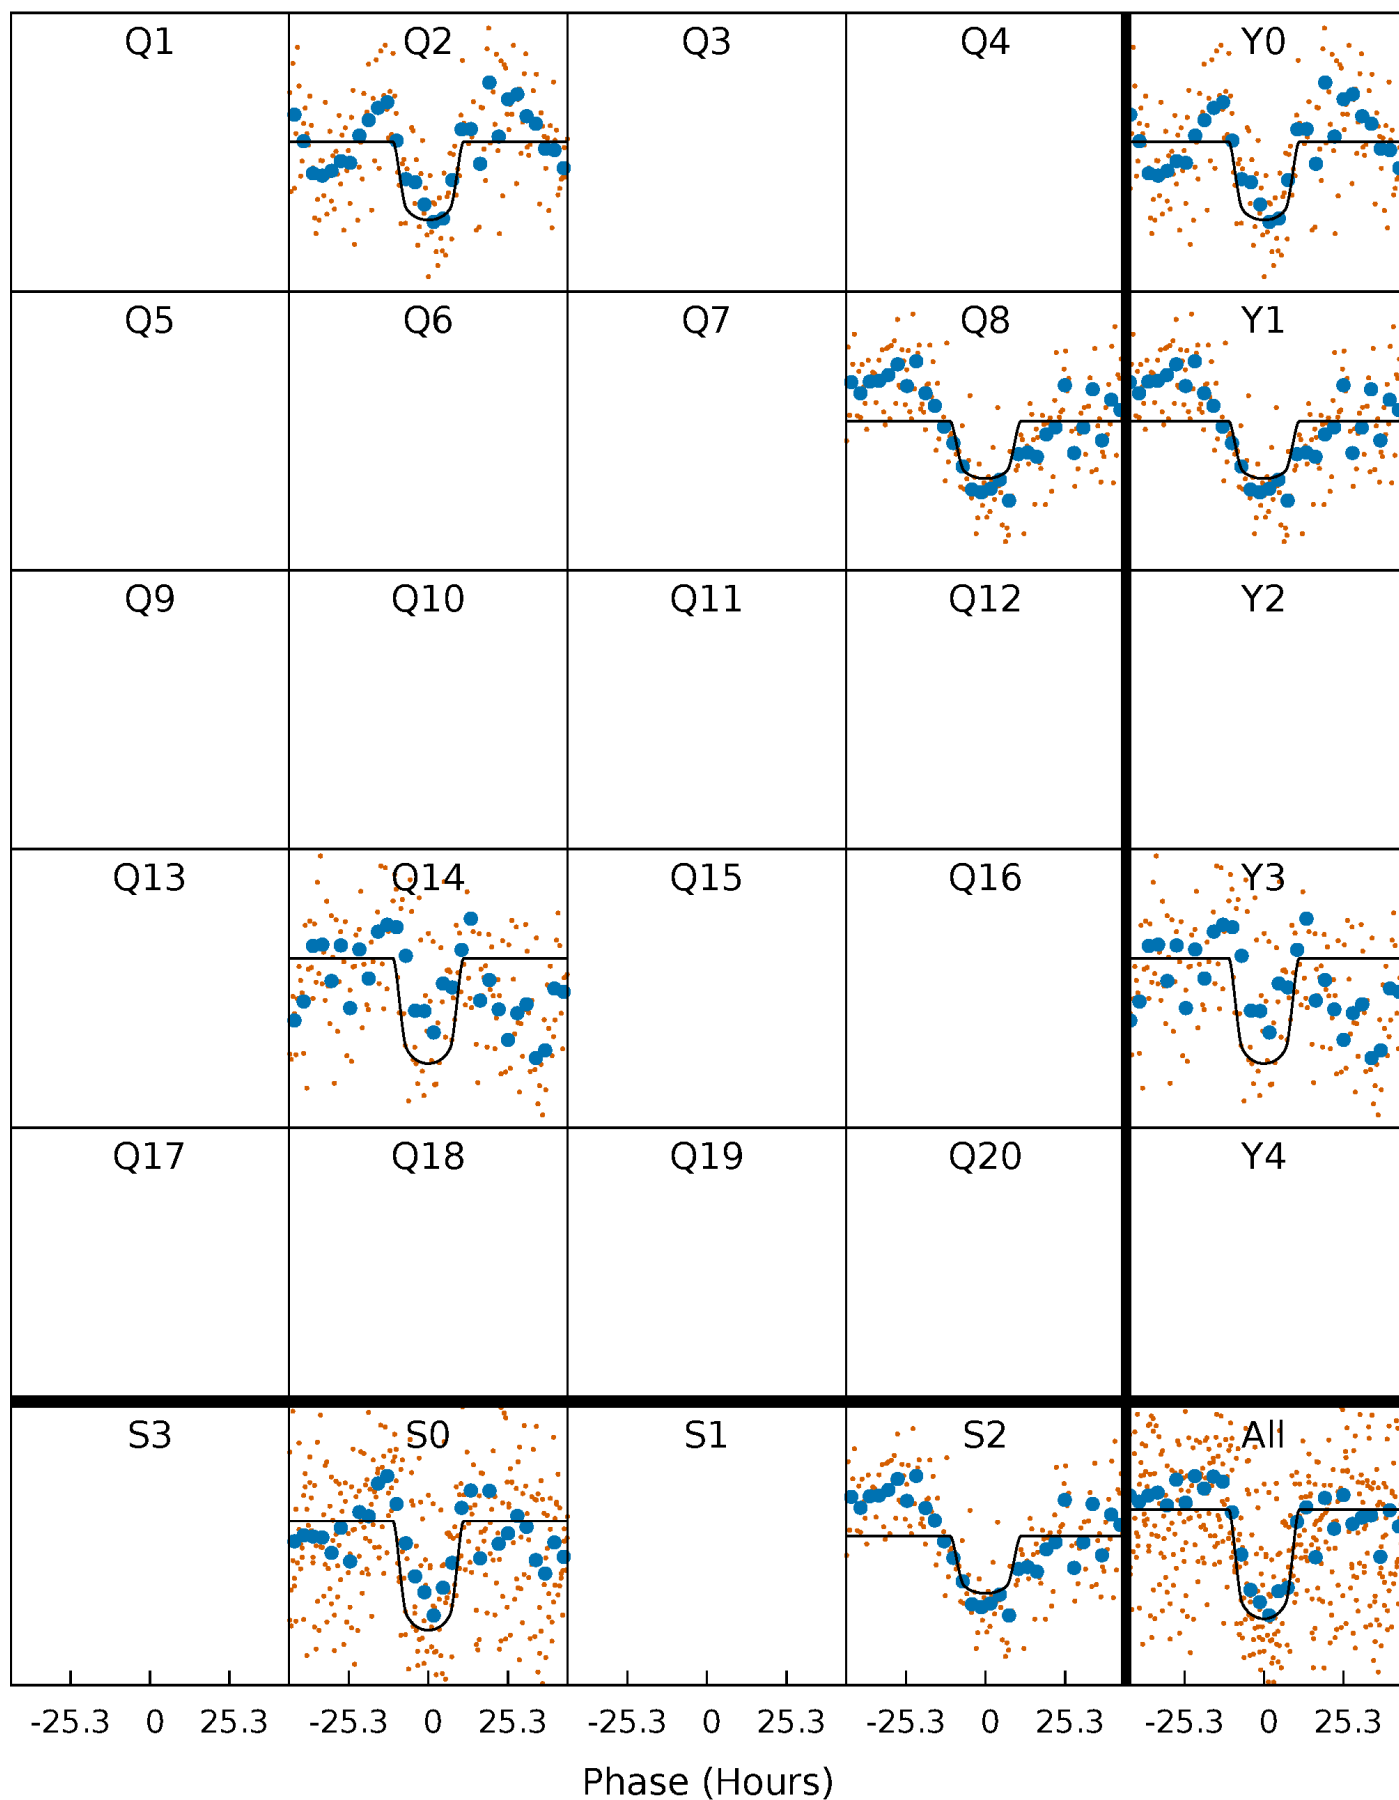 Q1 Q2 Q3 Q4 Y0
Q5 Q6 Q7 Q8 Y1
Q9 Q10 Q11 Q12 Y2
Q13 Q14 Q15 Q16 Y3
Q17 Q18 Q19 Q20 Y4
S3 S0 S1 S2 All
-25.3 0 25.3 -25.3 0 25.3 -25.3 0 25.3 -25.3 0 25.3 -25.3 0 25.3
Phase (Hours)